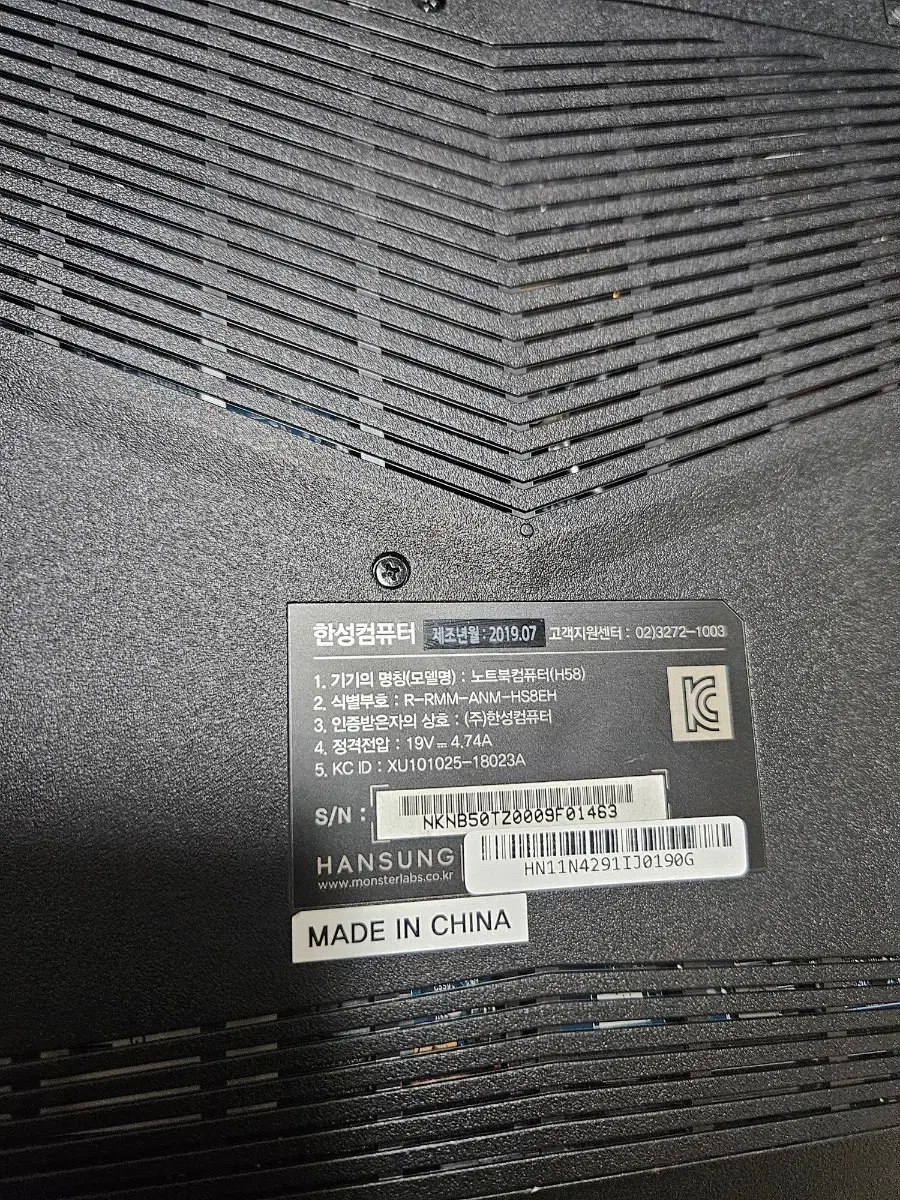 한성컴퓨터 제조년월 : 2019.07 고객지원센터 : 02)3272-1003
1. 기기의 명칭(모델명) : 노트북컴퓨터(H58)
2. 식별부호 : R-RMM-ANM-HS8EH
3. 인증받은자의 상호 : (주)한성컴퓨터
4. 정격전압 : 19V⎓4.74A
5. KC ID : XU101025-18023A
S/N :
NKNB50TZ0009F01463
HN11N4291IJ0190G
HANSUNG
www.monsterlabs.co.kr
MADE IN CHINA